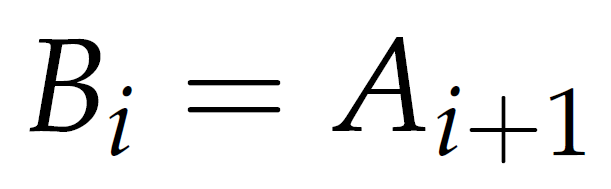 B_i = A_{i+1}